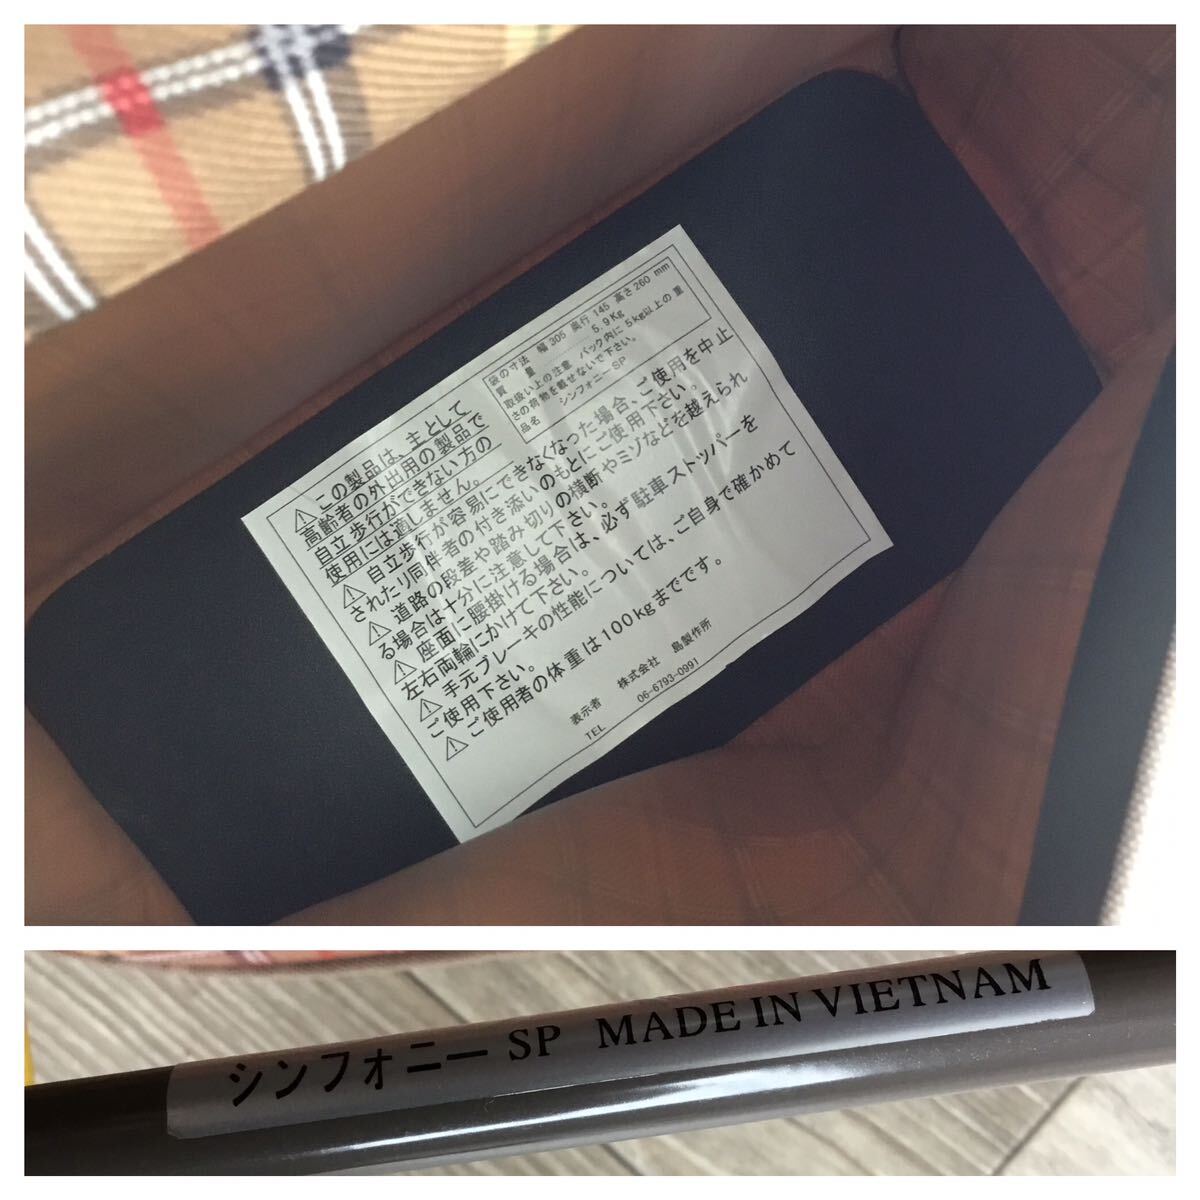 袋の寸法 幅305 奥行145 高さ260 mm
質 量 5.9Kg
取扱い上の注意 バック内に5kg以上の重
さの荷物を載せないで下さい。
品名 シンフォニーSP
⚠この製品は、主として
高齢者の外出用の製品で
自立歩行ができない方の
使用には適しません。
⚠自立歩行が容易にできなくなった場合、ご使用を中止
されたり同伴者の付き添いのもとにご使用下さい。
⚠道路の段差や踏み切りの横断やミゾなどを越えられ
る場合は十分に注意して下さい。
⚠座面に腰掛ける場合は、必ず駐車ストッパーを
左右両輪にかけて下さい。
⚠手元ブレーキの性能については、ご自身で確かめて
ご使用下さい。
⚠ご使用者の体重は100kgまでです。
表示者 株式会社 島製作所
TEL 06-6793-0991
シンフォニー SP MADE IN VIETNAM